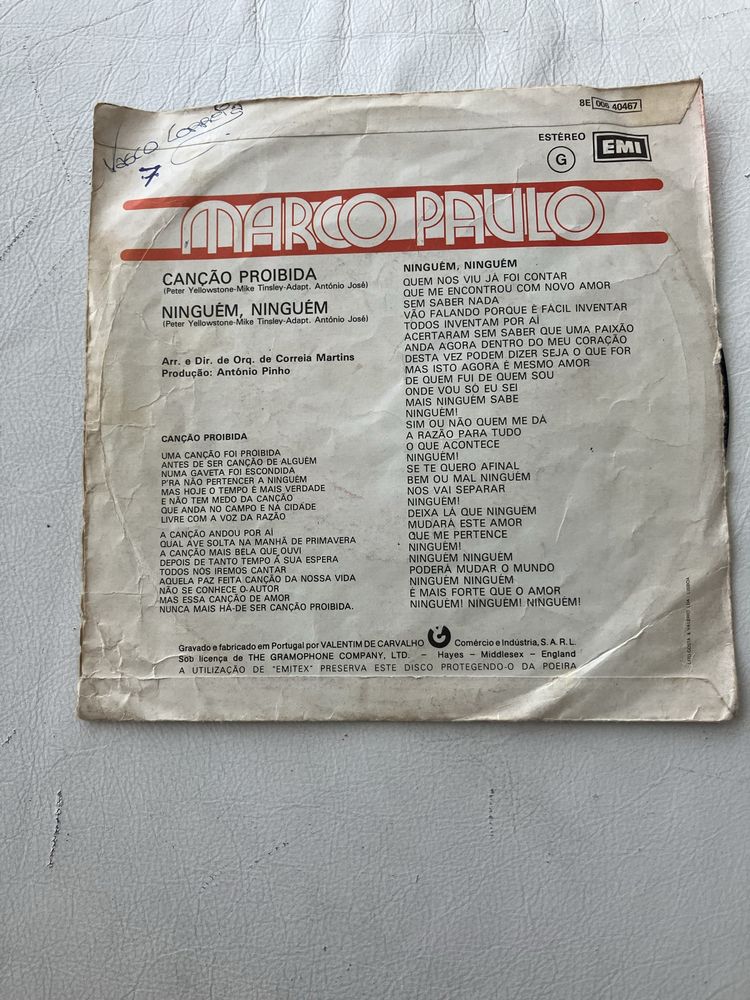 8E 006 40467
Vasco Correia
7
ESTÉREO
G
EMI
MARCO PAULO
CANÇÃO PROIBIDA
(Peter Yellowstone-Mike Tinsley-Adapt. António José)
NINGUÉM, NINGUÉM
(Peter Yellowstone-Mike Tinsley-Adapt. António José)
Arr. e Dir. de Orq. de Correia Martins
Produção: António Pinho
CANÇÃO PROIBIDA
UMA CANÇÃO FOI PROIBIDA
ANTES DE SER CANÇÃO DE ALGUÉM
NUMA GAVETA FOI ESCONDIDA
P'RA NÃO PERTENCER A NINGUÉM
MAS HOJE O TEMPO É MAIS VERDADE
E NÃO TEM MEDO DA CANÇÃO
QUE ANDA NO CAMPO E NA CIDADE
LIVRE COM A VOZ DA RAZÃO
A CANÇÃO ANDOU POR AÍ
QUAL AVE SOLTA NA MANHÃ DE PRIMAVERA
A CANÇÃO MAIS BELA QUE OUVI
DEPOIS DE TANTO TEMPO Á SUA ESPERA
TODOS NÓS IREMOS CANTAR
AQUELA PAZ FEITA CANÇÃO DA NOSSA VIDA
NÃO SE CONHECE O AUTOR
MAS ESSA CANÇÃO DE AMOR
NUNCA MAIS HÁ-DE SER CANÇÃO PROIBIDA.
NINGUÉM, NINGUÉM
QUEM NOS VIU JÁ FOI CONTAR
QUE ME ENCONTROU COM NOVO AMOR
SEM SABER NADA
VÃO FALANDO PORQUE É FÁCIL INVENTAR
TODOS INVENTAM POR AÍ
ACERTARAM SEM SABER QUE UMA PAIXÃO
ANDA AGORA DENTRO DO MEU CORAÇÃO
DESTA VEZ PODEM DIZER SEJA O QUE FOR
MAS ISTO AGORA É MESMO AMOR
DE QUEM FUI DE QUEM SOU
ONDE VOU SÓ EU SEI
MAIS NINGUÉM SABE
NINGUÉM!
SIM OU NÃO QUEM ME DÁ
A RAZÃO PARA TUDO
O QUE ACONTECE
NINGUÉM!
SE TE QUERO AFINAL
BEM OU MAL NINGUÉM
NOS VAI SEPARAR
NINGUÉM!
DEIXA LÁ QUE NINGUÉM
MUDARÁ ESTE AMOR
QUE ME PERTENCE
NINGUÉM!
NINGUÉM NINGUÉM
PODERÁ MUDAR O MUNDO
NINGUÉM NINGUÉM
É MAIS FORTE QUE O AMOR
NINGUÉM! NINGUÉM! NINGUÉM!
Gravado e fabricado em Portugal por VALENTIM DE CARVALHO Comércio e Indústria, S.A.R.L.
Sob licença de THE GRAMOPHONE COMPANY, LTD. – Hayes – Middlesex – England
A UTILIZAÇÃO DE "EMITEX" PRESERVA ESTE DISCO PROTEGENDO-O DA POEIRA
LISBOA